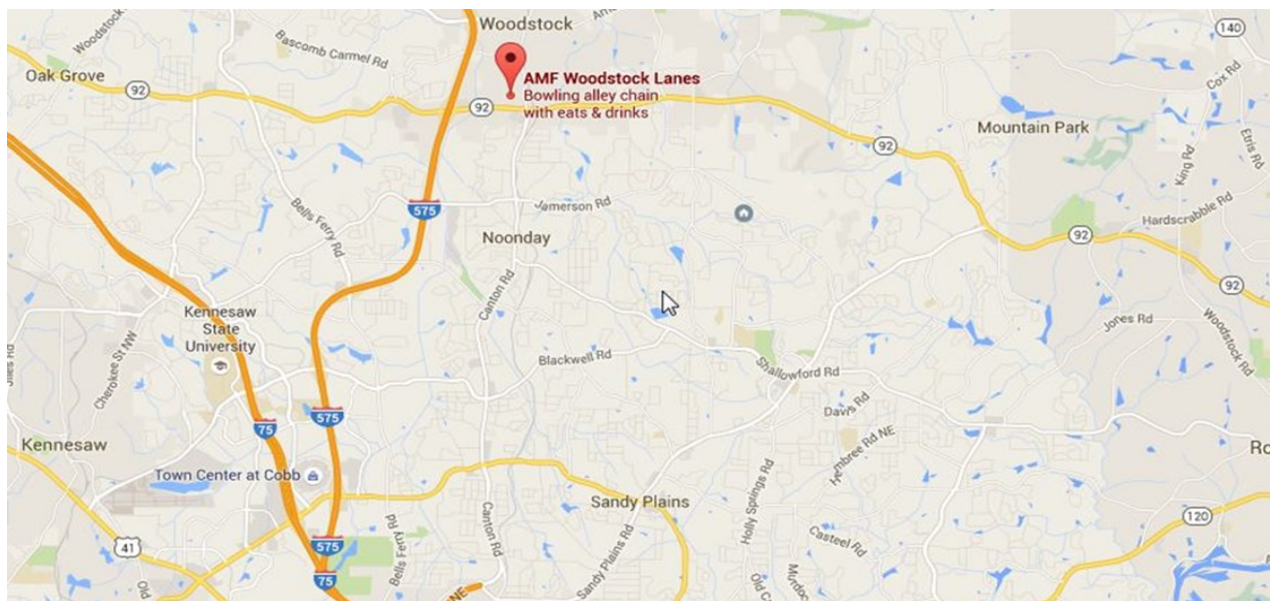 Woodstock
140
Bascomb Carmel Rd
Oak Grove
92
AMF Woodstock Lanes
Bowling alley chain
with eats & drinks
92
Cox Rd
Mountain Park
92
Etris Rd
King Rd
575
Jamerson Rd
Bells Ferry Rd
Hardscrabble Rd
Noonday
92
92
Canton Rd
Kennesaw
State
University
Jones Rd
Woodstock Rd
Cherokee St NW
Blackwell Rd
Shallowford Rd
575
75
Davis Rd
Kennesaw
Town Center at Cobb
Sandy Plains
Holly Springs Rd
120
41
575
75
Bells Ferry Rd
Canton Rd
Sandy Plains Rd
Casteel Rd
NE
Old